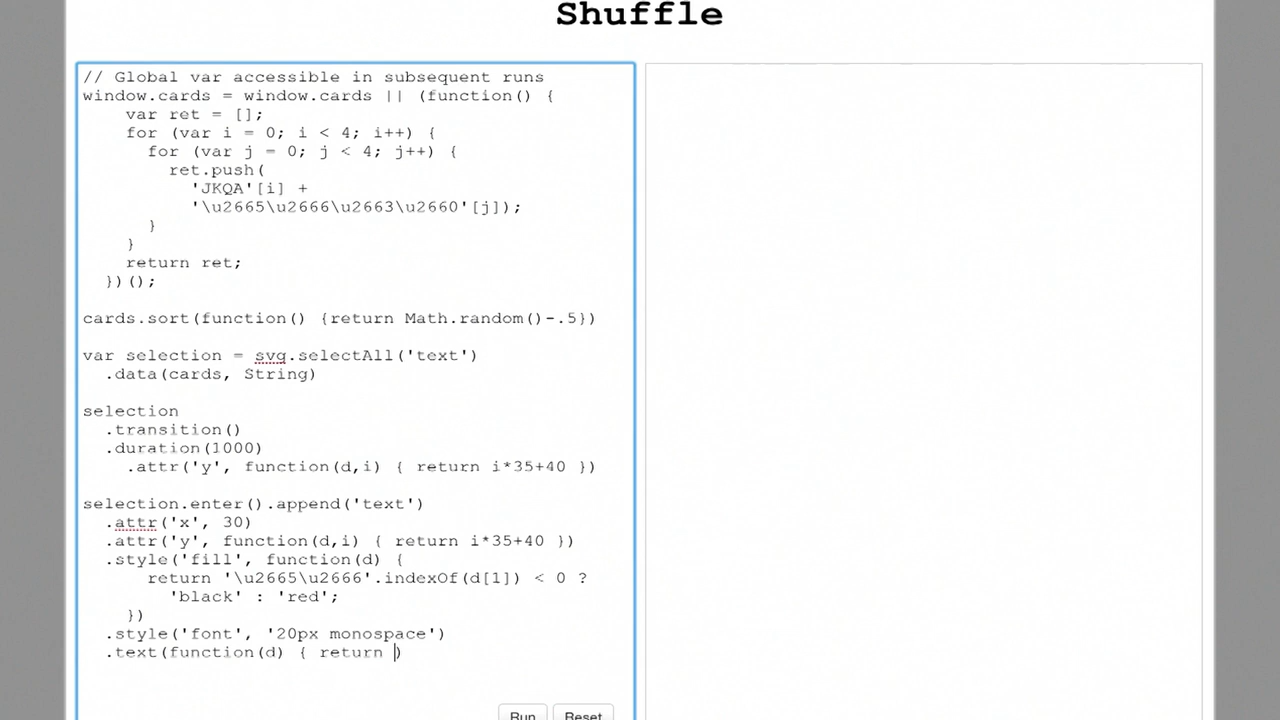 Shuffle
// Global var accessible in subsequent runs
window.cards = window.cards || (function() {
    var ret = [];
    for (var i = 0; i < 4; i++) {
      for (var j = 0; j < 4; j++) {
        ret.push(
          'JKQA'[i] +
          '\u2665\u2666\u2663\u2660'[j]);
      }
    }
    return ret;
  })();
cards.sort(function() {return Math.random()-.5})
var selection = svg.selectAll('text')
  .data(cards, String)
selection
  .transition()
  .duration(1000)
    .attr('y', function(d,i) { return i*35+40 })
selection.enter().append('text')
  .attr('x', 30)
  .attr('y', function(d,i) { return i*35+40 })
  .style('fill', function(d) {
      return '\u2665\u2666'.indexOf(d[1]) < 0 ?
        'black' : 'red';
    })
  .style('font', '20px monospace')
  .text(function(d) { return )
Run Reset